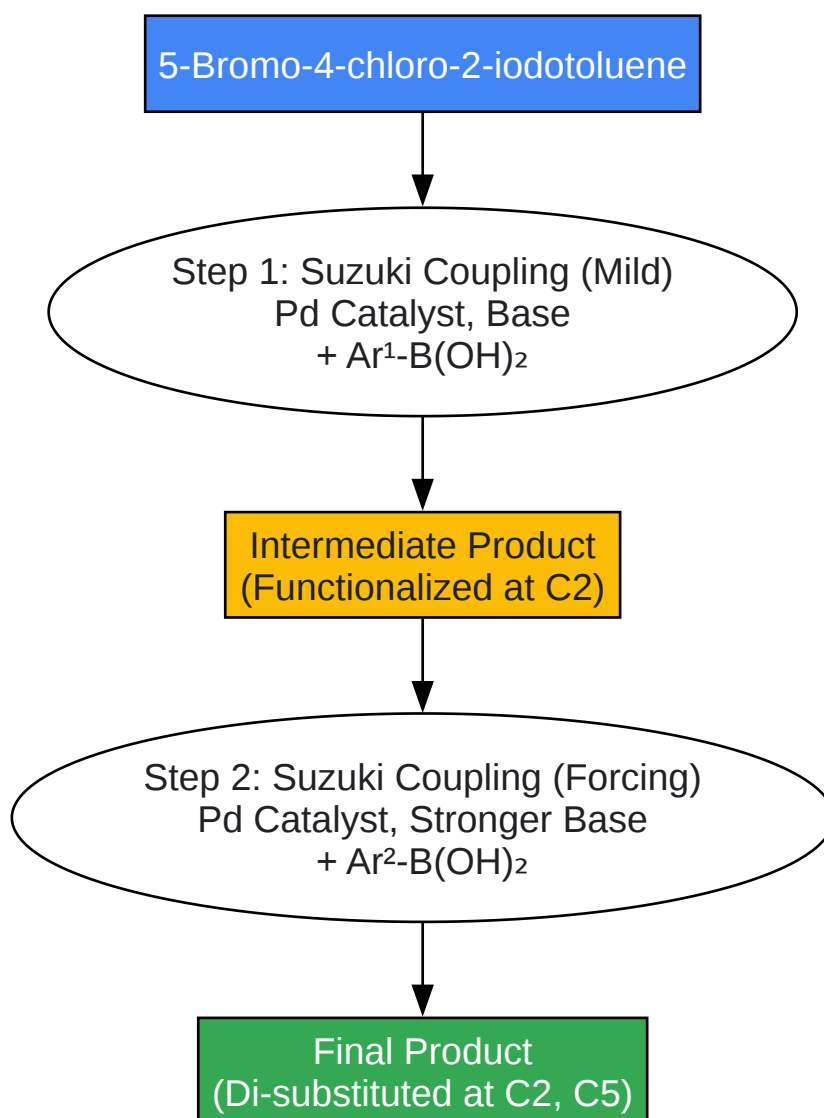 5-Bromo-4-chloro-2-iodotoluene
Step 1: Suzuki Coupling (Mild)
Pd Catalyst, Base
+ Ar¹-B(OH)₂
Intermediate Product
(Functionalized at C2)
Step 2: Suzuki Coupling (Forcing)
Pd Catalyst, Stronger Base
+ Ar²-B(OH)₂
Final Product
(Di-substituted at C2, C5)